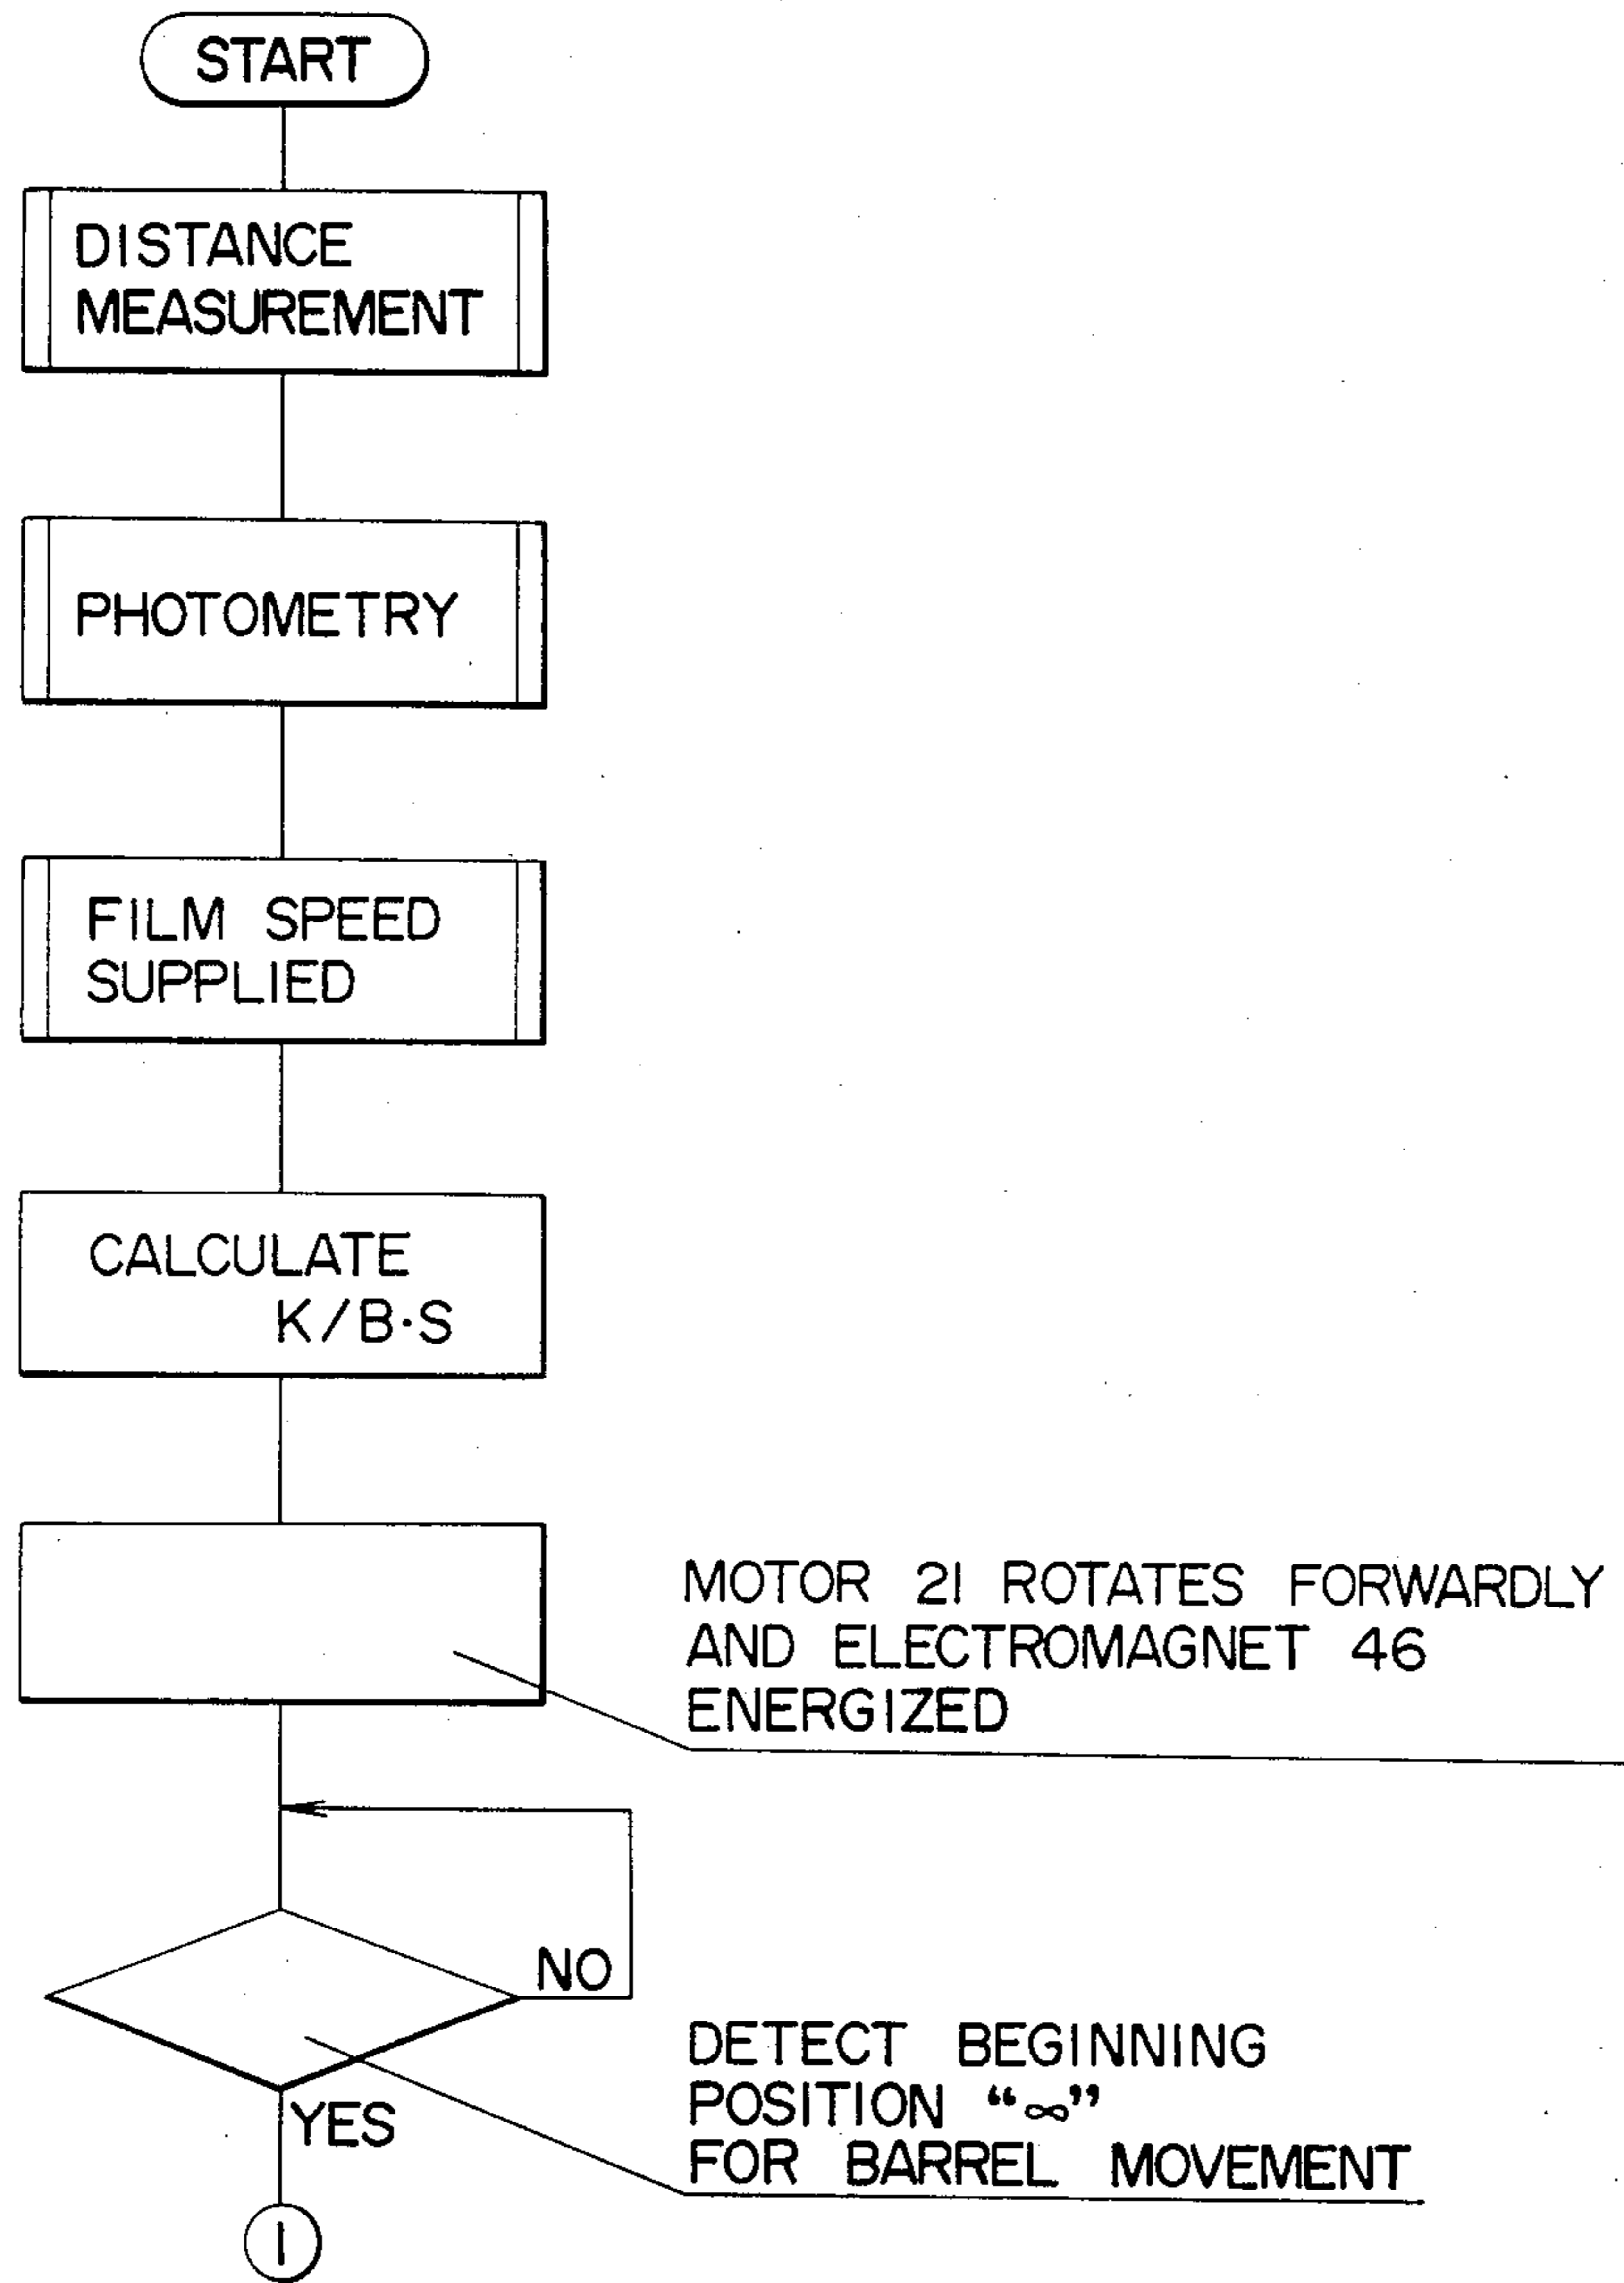 START
DISTANCE
MEASUREMENT
PHOTOMETRY
FILM SPEED
SUPPLIED
CALCULATE
K/B·S
MOTOR 21 ROTATES FORWARDLY
AND ELECTROMAGNET 46
ENERGIZED
NO
DETECT BEGINNING
POSITION “∞”
FOR BARREL MOVEMENT
YES
1